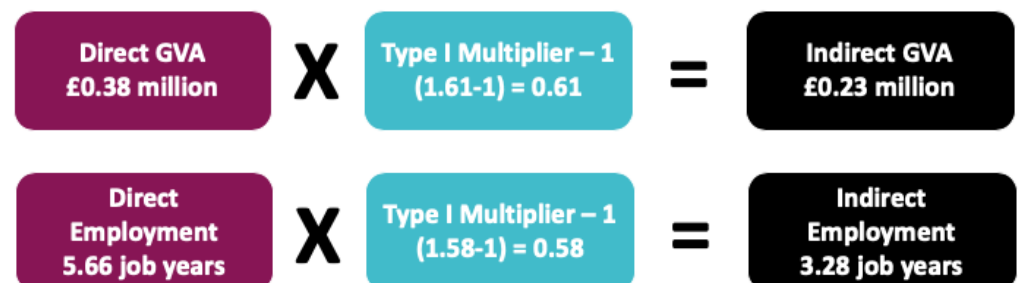 Direct GVA
£0.38 million
X
Type I Multiplier – 1
(1.61-1) = 0.61
=
Indirect GVA
£0.23 million
Direct
Employment
5.66 job years
X
Type I Multiplier – 1
(1.58-1) = 0.58
=
Indirect
Employment
3.28 job years